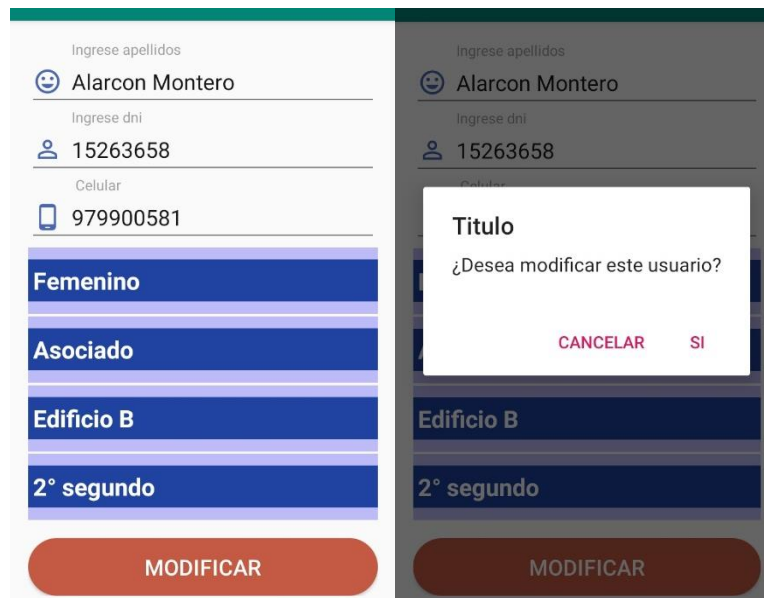 Ingrese apellidos
Alarcon Montero
Ingrese dni
15263658
Celular
979900581
Femenino
Asociado
Edificio B
2° segundo
MODIFICAR
Ingrese apellidos
Alarcon Montero
Ingrese dni
15263658
Celular
Titulo
¿Desea modificar este usuario?
CANCELAR SI
Edificio B
2° segundo
MODIFICAR